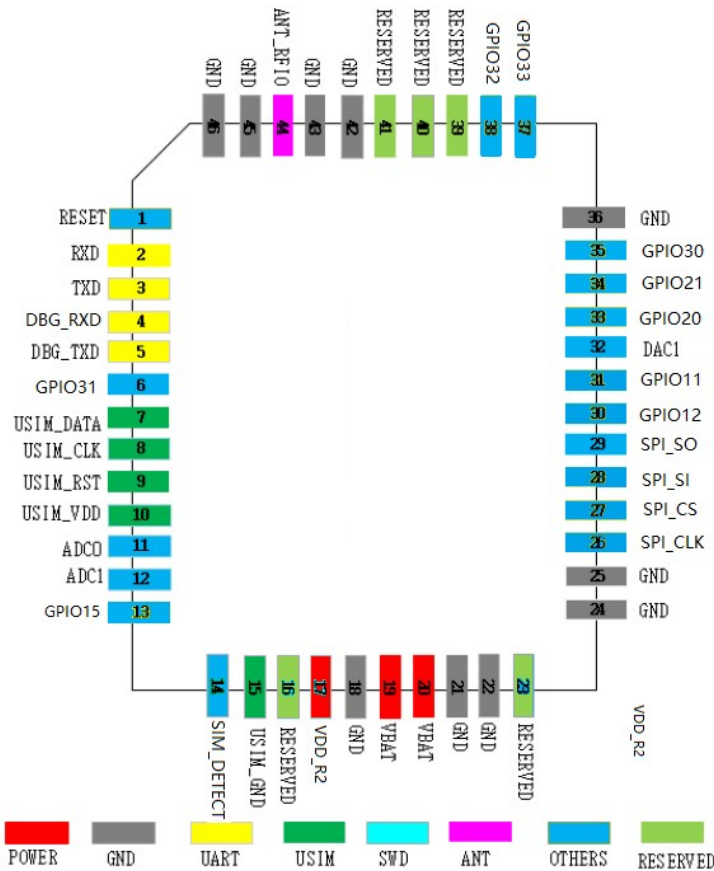 GND
GND
ANT_RFIO
GND
GND
RESERVED
RESERVED
RESERVED
GPIO32
GPIO33
46
45
44
43
42
41
40
39
38
37
RESET 1
RXD 2
TXD 3
DBG_RXD 4
DBG_TXD 5
GPIO31 6
USIM_DATA 7
USIM_CLK 8
USIM_RST 9
USIM_VDD 10
ADC0 11
ADC1 12
GPIO15 13
36 GND
35 GPIO30
34 GPIO21
33 GPIO20
32 DAC1
31 GPIO11
30 GPIO12
29 SPI_SO
28 SPI_SI
27 SPI_CS
26 SPI_CLK
25 GND
24 GND
14
15
16
17
18
19
20
21
22
23
SIM_DETECT
USIM_GND
RESERVED
VDD_R2
GND
VBAT
VBAT
GND
GND
RESERVED
VDD_R2
POWER
GND
UART
USIM
SWD
ANT
OTHERS
RESERVED